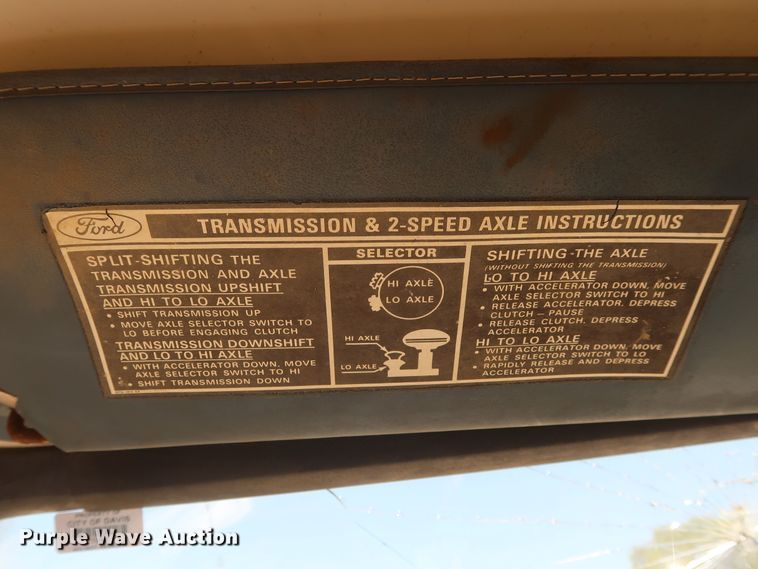 Ford
TRANSMISSION & 2-SPEED AXLE INSTRUCTIONS
SPLIT-SHIFTING THE
TRANSMISSION AND AXLE
TRANSMISSION UPSHIFT
AND HI TO LO AXLE
• SHIFT TRANSMISSION UP
• MOVE AXLE SELECTOR SWITCH TO
LO BEFORE ENGAGING CLUTCH
TRANSMISSION DOWNSHIFT
AND LO TO HI AXLE
• WITH ACCELERATOR DOWN, MOVE
AXLE SELECTOR SWITCH TO HI
• SHIFT TRANSMISSION DOWN
SELECTOR
HI AXLE
LO AXLE
HI AXLE
LO AXLE
SHIFTING THE AXLE
(WITHOUT SHIFTING THE TRANSMISSION)
LO TO HI AXLE
• WITH ACCELERATOR DOWN, MOVE
AXLE SELECTOR SWITCH TO HI
• RELEASE ACCELERATOR, DEPRESS
CLUTCH – PAUSE
• RELEASE CLUTCH, DEPRESS
ACCELERATOR
HI TO LO AXLE
• WITH ACCELERATOR DOWN, MOVE
AXLE SELECTOR SWITCH TO LO
• RAPIDLY RELEASE AND DEPRESS
ACCELERATOR
PROPERTY OF
CITY OF DAVIS
Purple Wave Auction